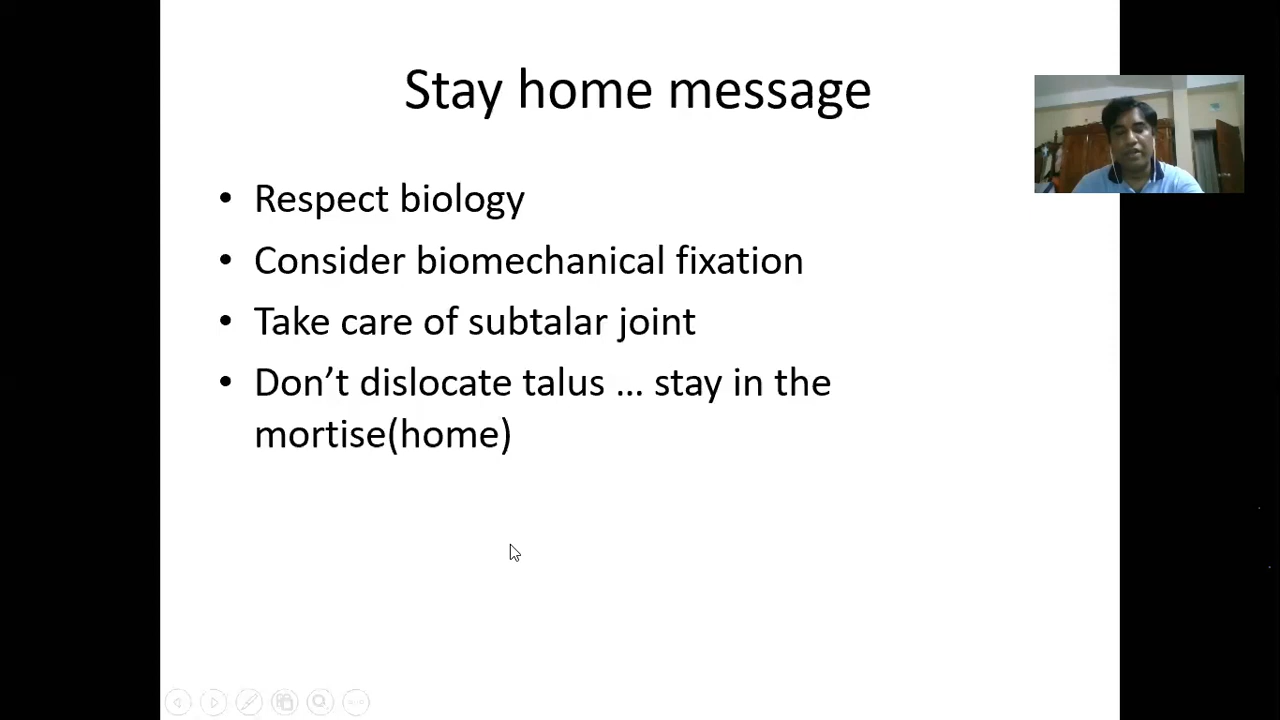 Stay home message
• Respect biology
• Consider biomechanical fixation
• Take care of subtalar joint
• Don’t dislocate talus ... stay in the
mortise(home)